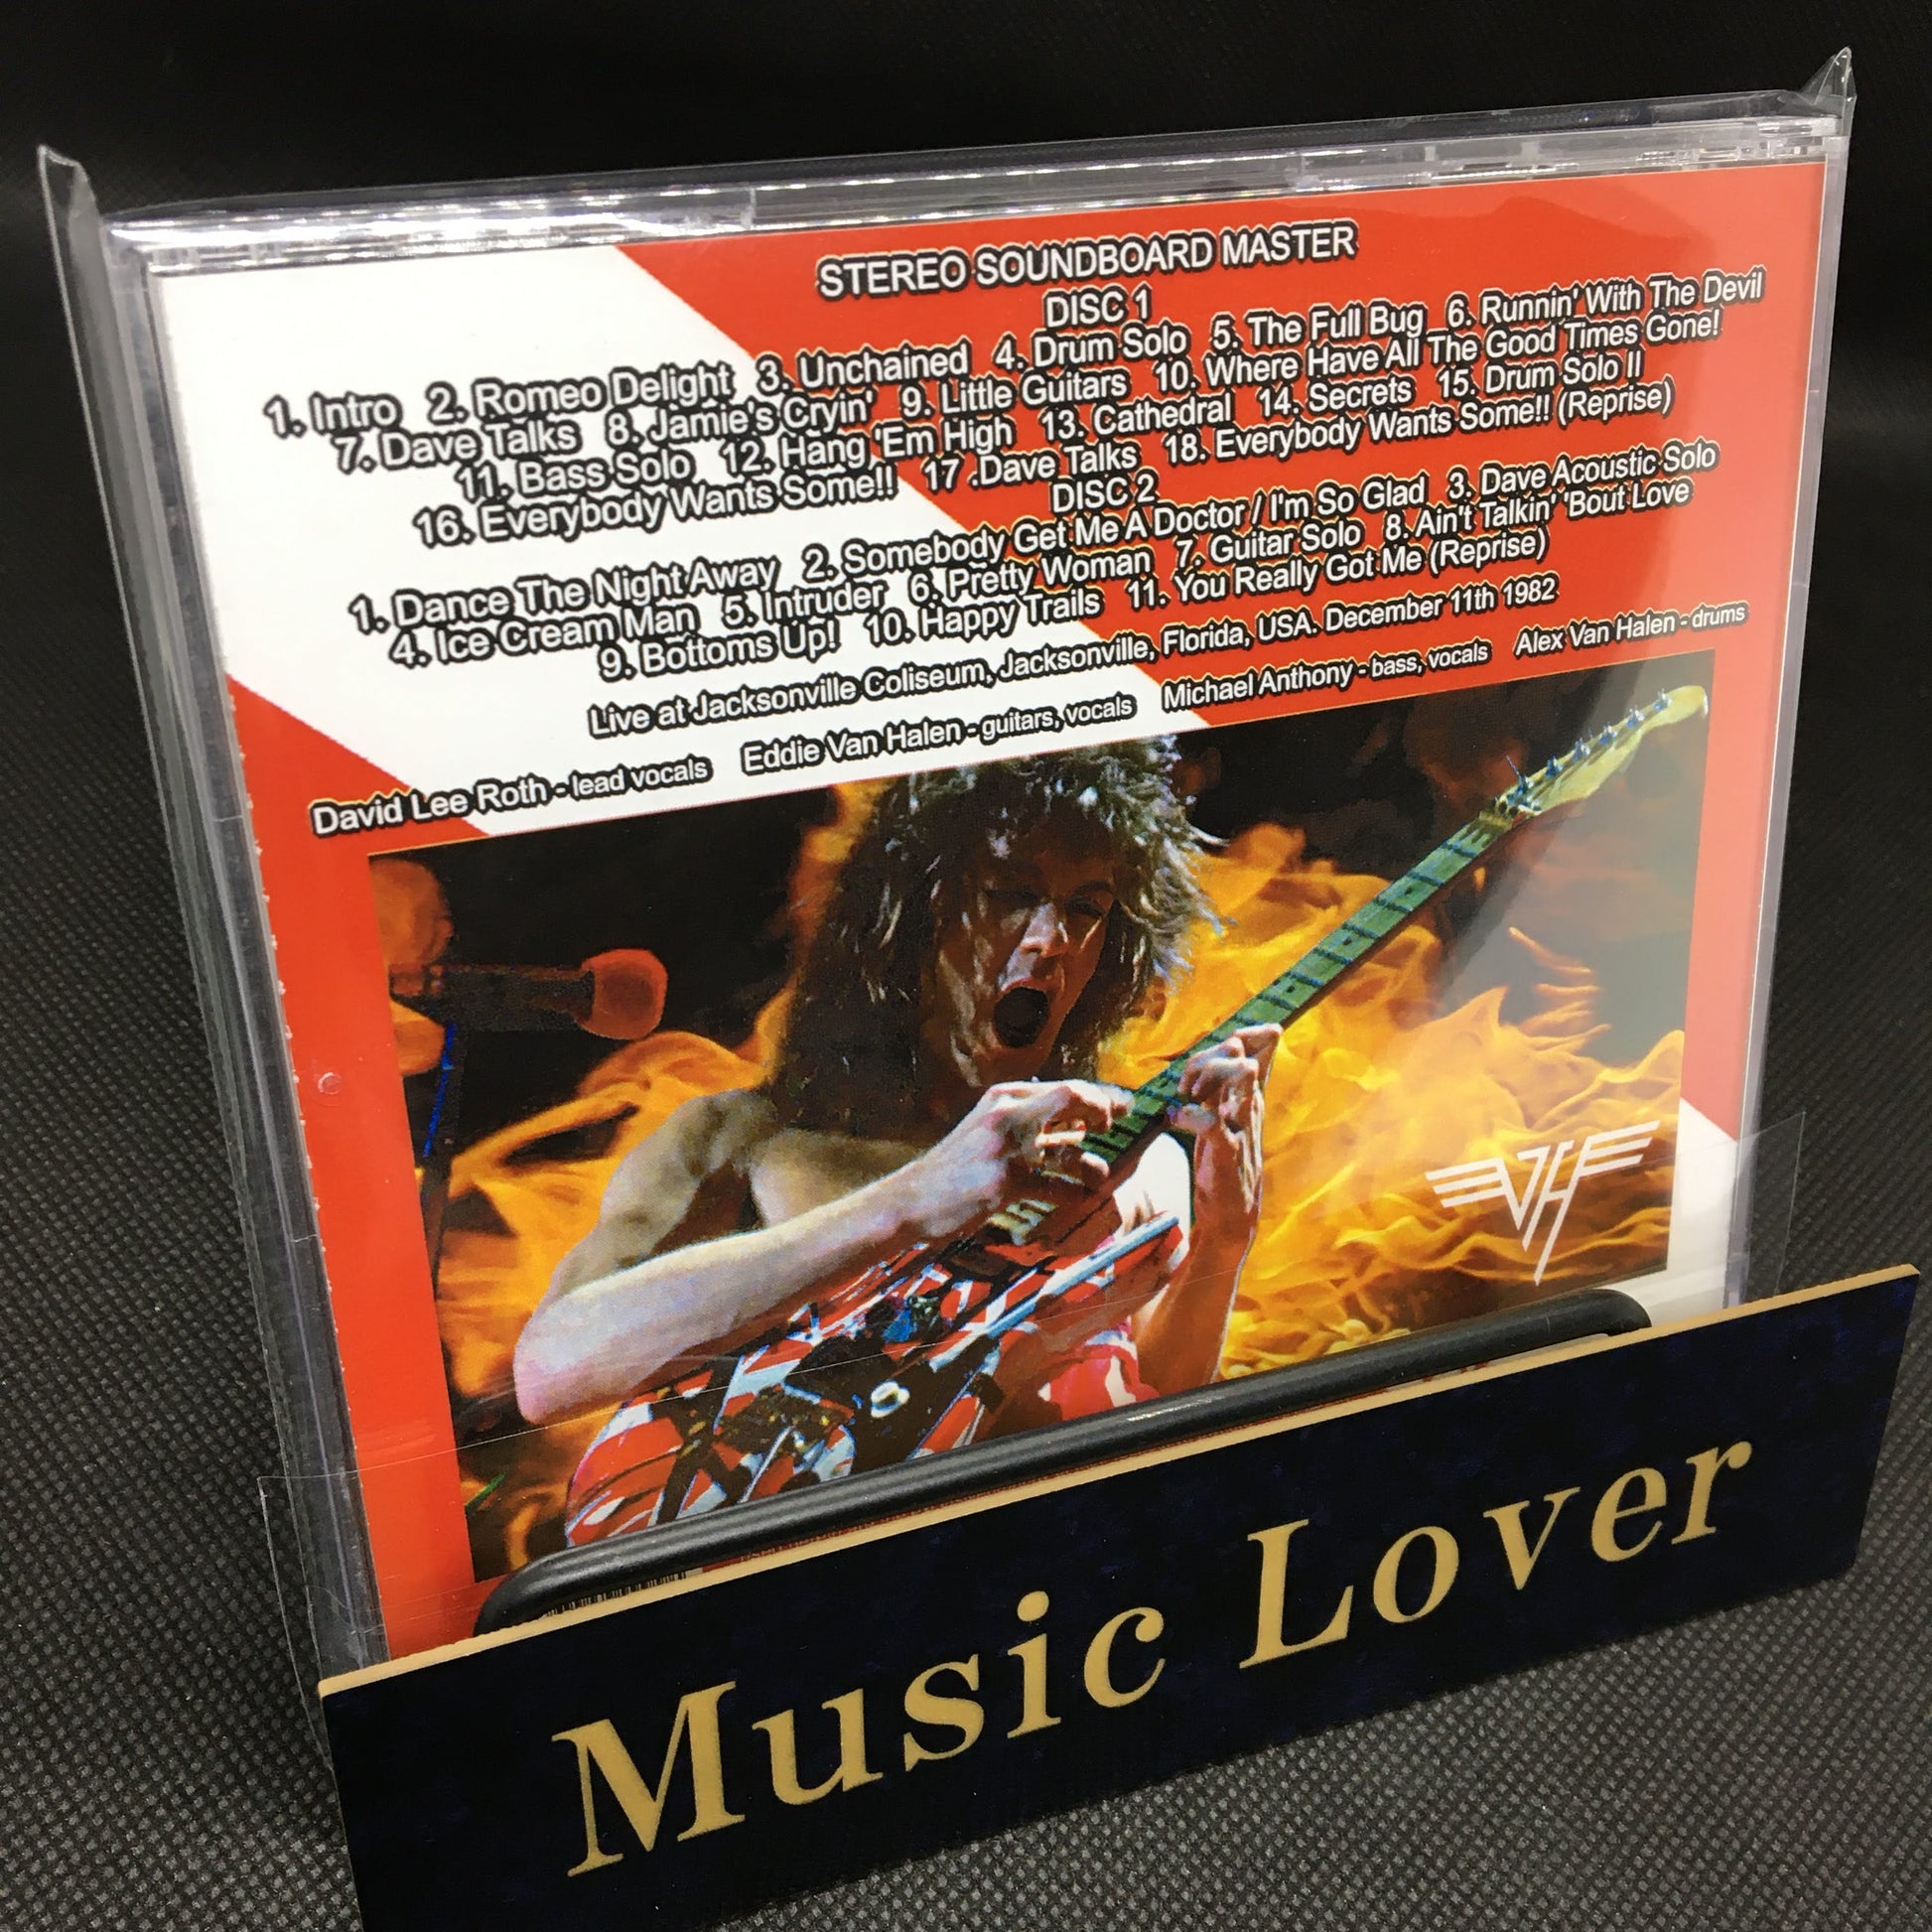 STEREO SOUNDBOARD MASTER
DISC 1
1. Intro 2. Romeo Delight 3. Unchained 4. Drum Solo 5. The Full Bug 6. Runnin' With The Devil
7. Dave Talks 8. Jamie's Cryin' 9. Little Guitars 10. Where Have All The Good Times Gone!
11. Bass Solo 12. Hang 'Em High 13. Cathedral 14. Secrets 15. Drum Solo II
16. Everybody Wants Some!! 17 .Dave Talks 18. Everybody Wants Some!! (Reprise)
DISC 2
1. Dance The Night Away 2. Somebody Get Me A Doctor / I'm So Glad 3. Dave Acoustic Solo
4. Ice Cream Man 5. Intruder 6. Pretty Woman 7. Guitar Solo 8. Ain't Talkin' 'Bout Love
9. Bottoms Up! 10. Happy Trails 11. You Really Got Me (Reprise)
Live at Jacksonville Coliseum, Jacksonville, Florida, USA. December 11th 1982
David Lee Roth - lead vocals Eddie Van Halen - guitars, vocals Michael Anthony - bass, vocals Alex Van Halen - drums
VH
Music Lover